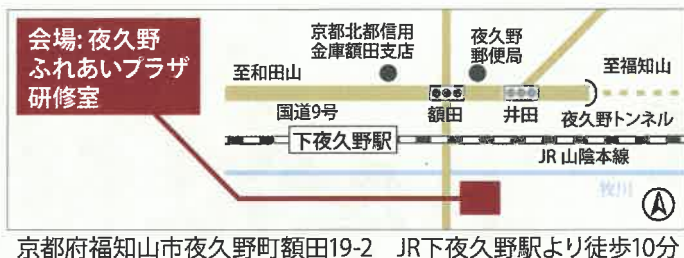 会場: 夜久野
ふれあいプラザ
研修室
京都北都信用
金庫額田支店
夜久野
郵便局
至和田山
至福知山
国道9号
額田
井田
夜久野トンネル
下夜久野駅
JR 山陰本線
牧川
京都府福知山市夜久野町額田19-2 JR下夜久野駅より徒歩10分